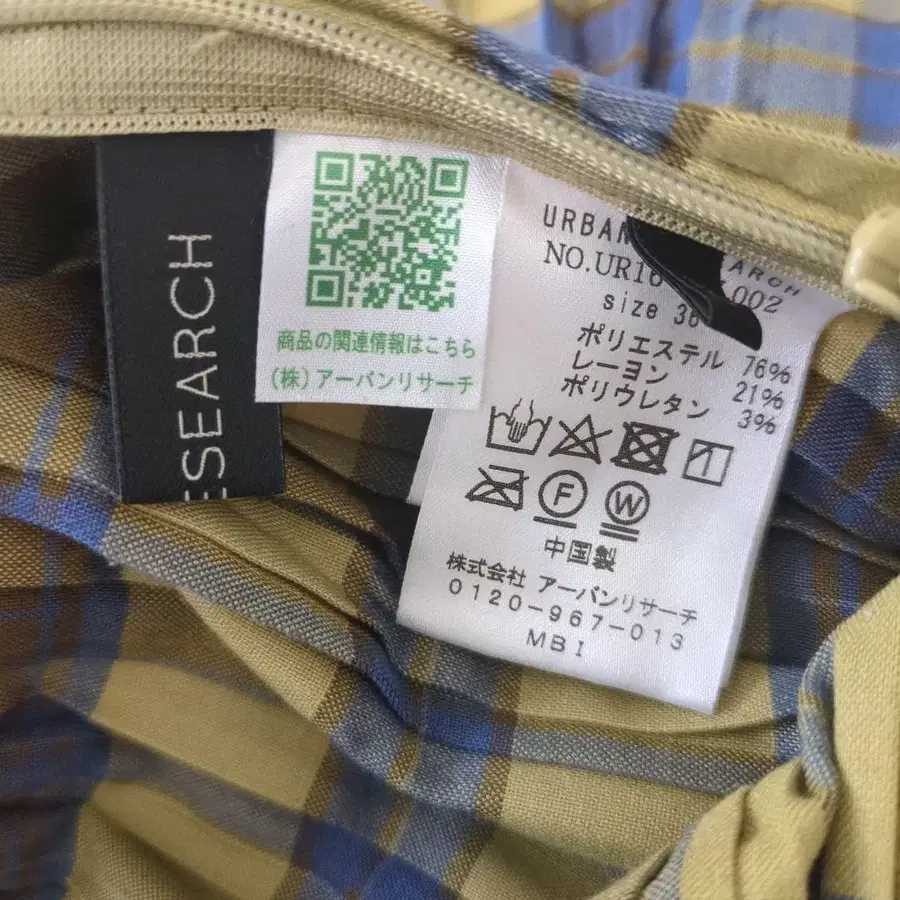 商品の関連情報はこちら
(株) アーバンリサーチ
NO.UR16 002
size 36
ポリエステル 76%
レーヨン 21%
ポリウレタン 3%
F W
中国製
株式会社 アーバンリサーチ
0120-967-013
MBI